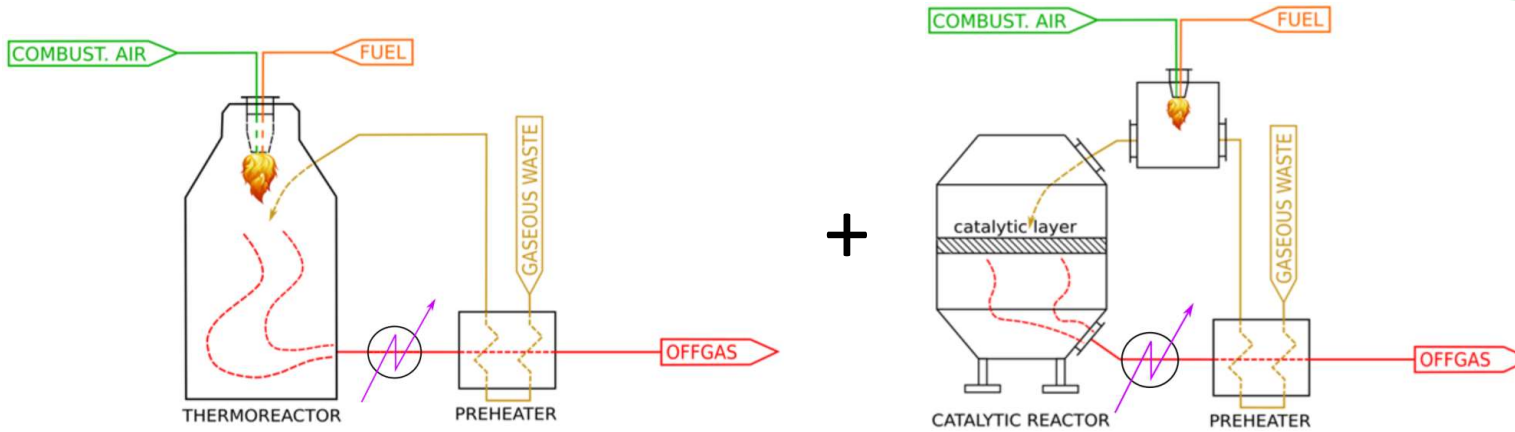 COMBUST. AIR
FUEL
GASEOUS WASTE
OFFGAS
THERMOREACTOR
PREHEATER
+
COMBUST. AIR
FUEL
GASEOUS WASTE
catalytic layer
OFFGAS
CATALYTIC REACTOR
PREHEATER